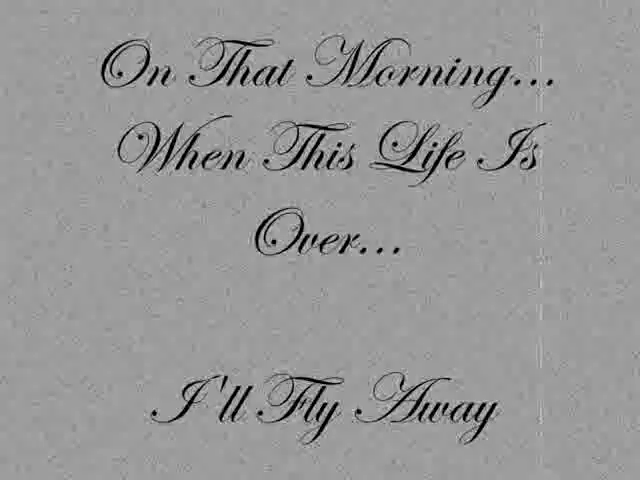 On That Morning...
When This Life Is
Over...
I'll Fly Away